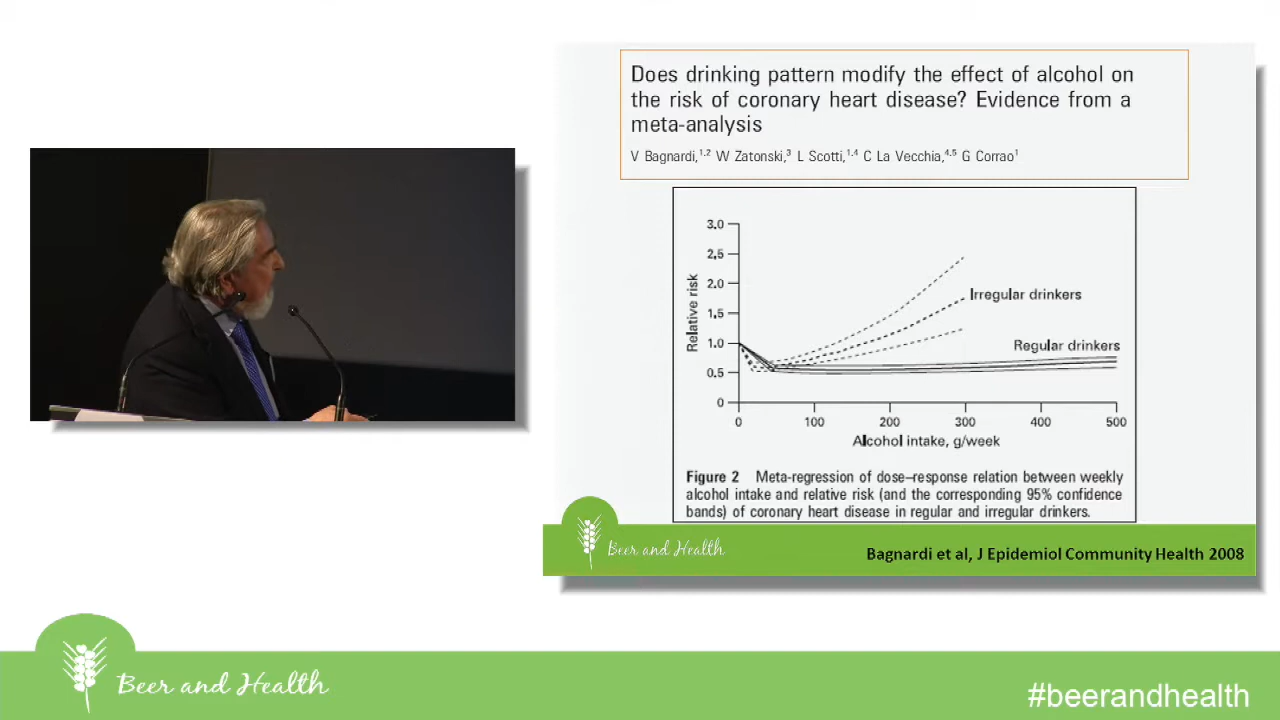 Does drinking pattern modify the effect of alcohol on
the risk of coronary heart disease? Evidence from a
meta-analysis
V Bagnardi,1,2 W Zatonski,3 L Scotti,1,4 C La Vecchia,4,5 G Corrao1
3.0
2.5
2.0
1.5
1.0
0.5
0
Relative risk
Irregular drinkers
Regular drinkers
0 100 200 300 400 500
Alcohol intake, g/week
Figure 2 Meta-regression of dose–response relation between weekly
alcohol intake and relative risk (and the corresponding 95% confidence
bands) of coronary heart disease in regular and irregular drinkers.
Beer and Health
Bagnardi et al, J Epidemiol Community Health 2008
Beer and Health
#beerandhealth